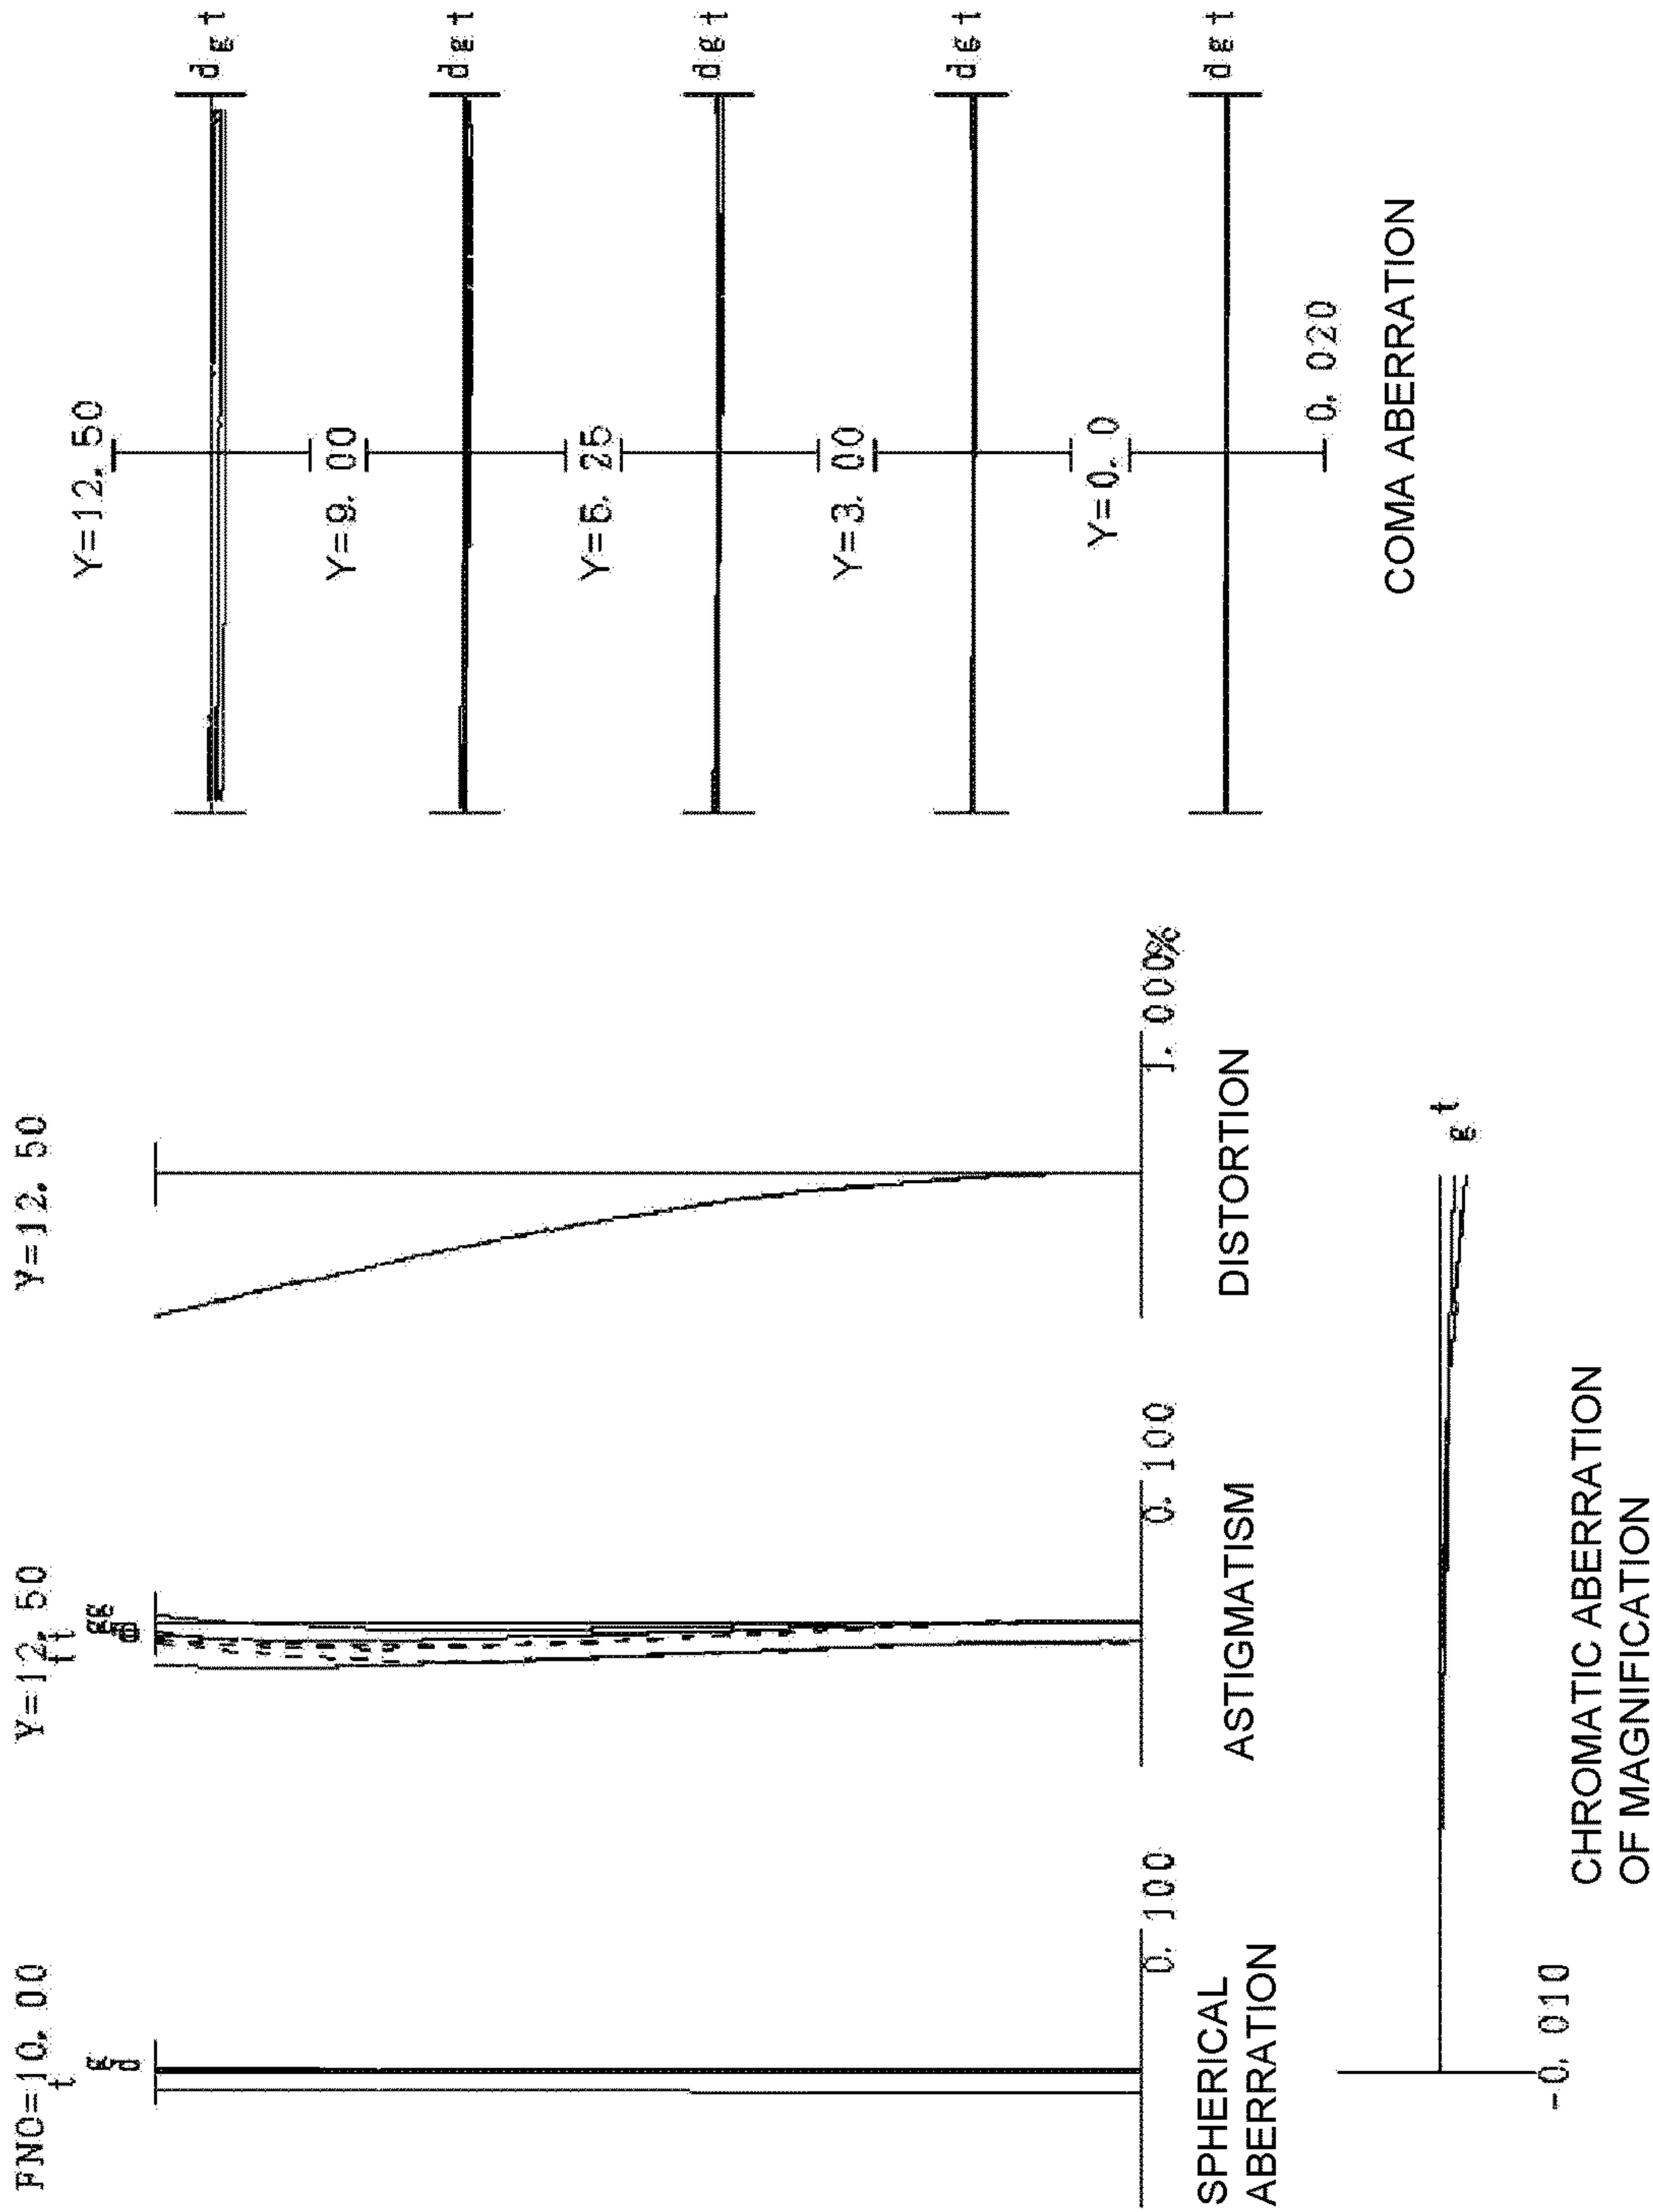 FNO=10. 00
t
g
d
0. 100
SPHERICAL
ABERRATION
Y=12. 50
t t
g g
0. 100
ASTIGMATISM
Y=12. 50
1. 000%
DISTORTION
Y=12. 50
d g t
Y=9. 00
d g t
Y=6. 25
d g t
Y=3. 00
d g t
Y=0. 0
d g t
0. 020
COMA ABERRATION
t
g
-0. 010
CHROMATIC ABERRATION
OF MAGNIFICATION